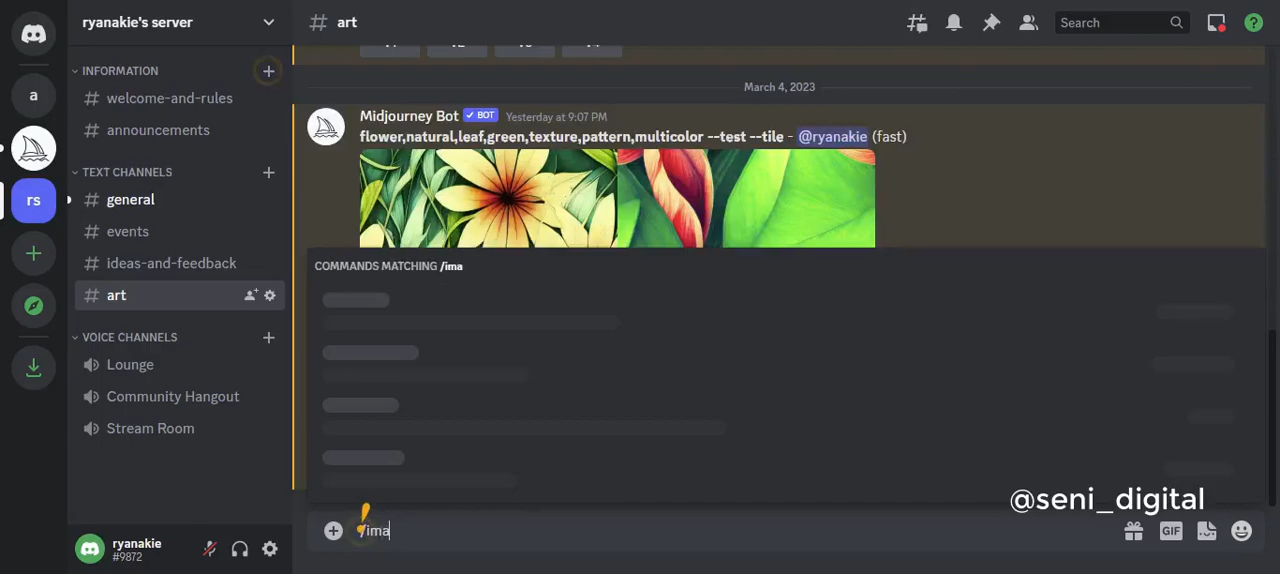 ryanakie's server
# art
Search
INFORMATION
a
# welcome-and-rules
# announcements
TEXT CHANNELS
rs
# general
# events
# ideas-and-feedback
# art
VOICE CHANNELS
Lounge
Community Hangout
Stream Room
ryanakie
#9872
March 4, 2023
Midjourney Bot ✔ BOT Yesterday at 9:07 PM
flower,natural,leaf,green,texture,pattern,multicolor --test --tile - @ryanakie (fast)
COMMANDS MATCHING /ima
@seni_digital
/ima
GIF